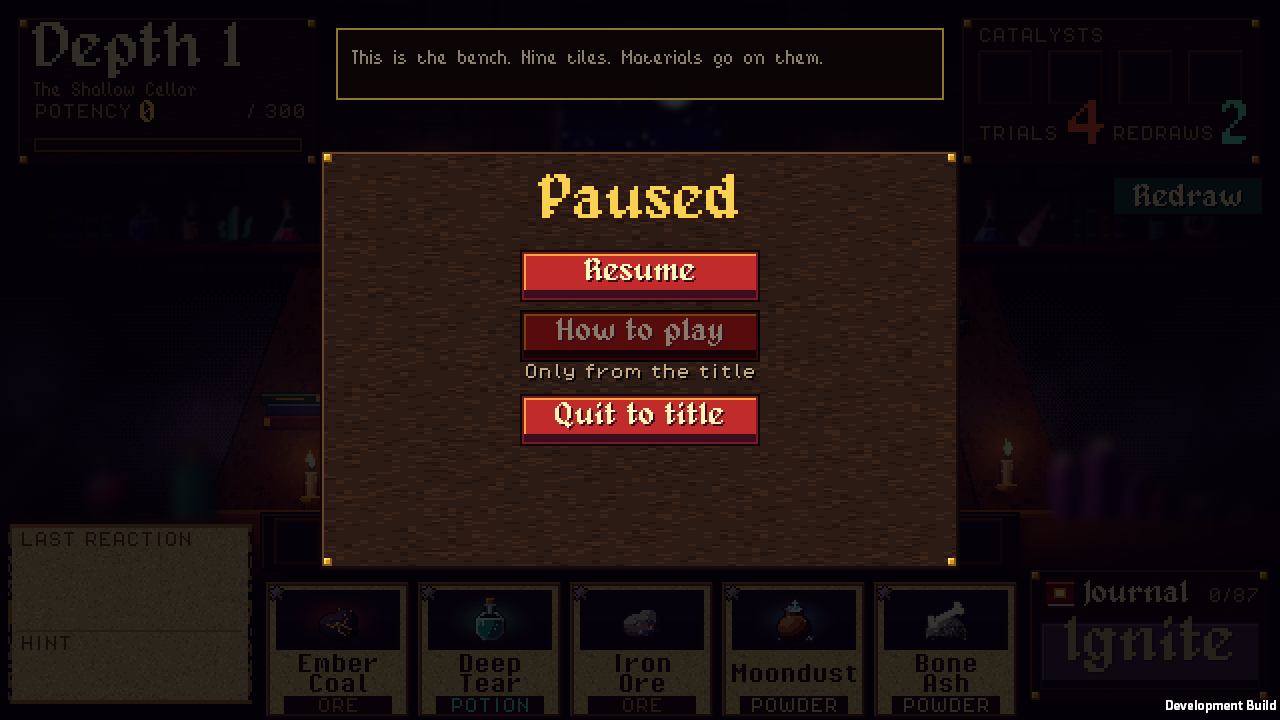 Depth 1
The Shallow Cellar
POTENCY 0 / 300
This is the bench. Nine tiles. Materials go on them.
CATALYSTS
TRIALS 4 REDRAWS 2
Redraw
Paused
Resume
How to play
Only from the title
Quit to title
LAST REACTION
HINT
Ember
Coal
ORE
Deep
Tear
POTION
Iron
Ore
ORE
Moondust
POWDER
Bone
Ash
POWDER
Journal 0/87
Ignite
Development Build